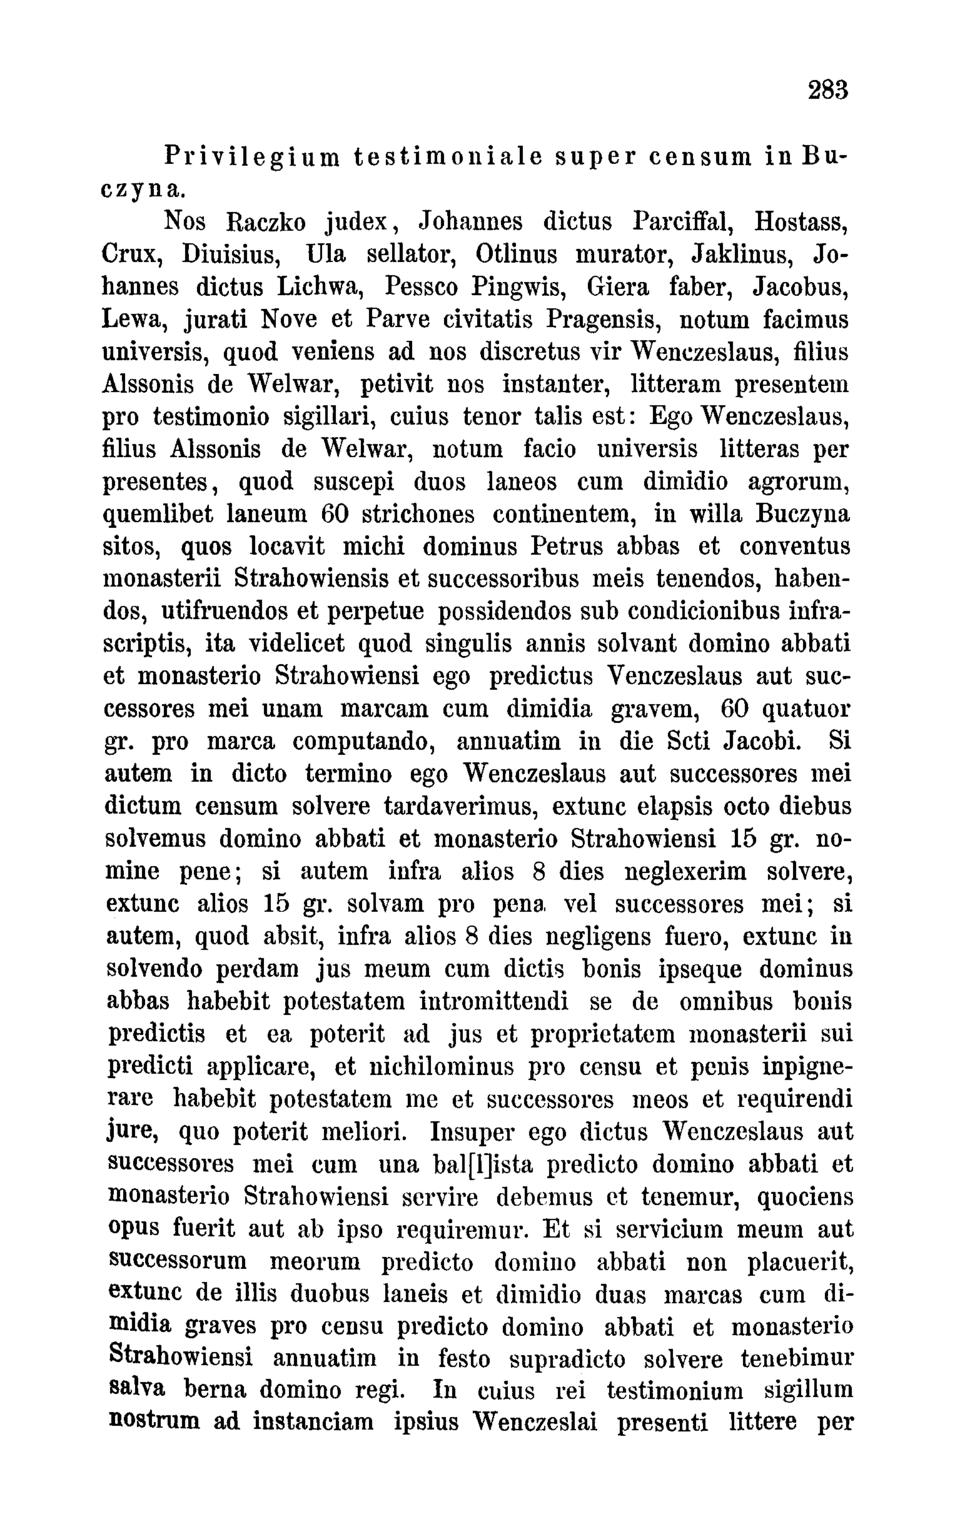 283
Privilegium testimoniale super censum in Bu-
czyna.
Nos Raczko judex, Johannes dictus Parciffal, Hostass,
Crux, Diuisius, Ula sellator, Otlinus murator, Jaklinus, Jo-
hannes dictus Lichwa, Pessco Pingwis, Giera faber, Jacobus,
Lewa, jurati Nove et Parve civitatis Pragensis, notum facimus
universis, quod veniens ad nos discretus vir Wenczeslaus, filius
Alssonis de Welwar, petivit nos instanter, litteram presentem
pro testimonio sigillari, cuius tenor talis est: Ego Wenczeslaus,
filius Alssonis de Welwar, notum facio universis litteras per
presentes, quod suscepi duos laneos cum dimidio agrorum,
quemlibet laneum 60 strichones continentem, in willa Buczyna
sitos, quos locavit michi dominus Petrus abbas et conventus
monasterii Strahowiensis et successoribus meis tenendos, haben-
dos, utifruendos et perpetue possidendos sub condicionibus infra-
scriptis, ita videlicet quod singulis annis solvant domino abbati
et monasterio Strahowiensi ego predictus Venczeslaus aut suc-
cessores mei unam marcam cum dimidia gravem, 60 quatuor
gr. pro marca computando, annuatim in die Scti Jacobi. Si
autem in dicto termino ego Wenczeslaus aut successores mei
dictum censum solvere tardaverimus, extunc elapsis octo diebus
solvemus domino abbati et monasterio Strahowiensi 15 gr. no-
mine pene; si autem infra alios 8 dies neglexerim solvere,
extunc alios 15 gr. solvam pro pena vel successores mei; si
autem, quod absit, infra alios 8 dies negligens fuero, extunc in
solvendo perdam jus meum cum dictis bonis ipseque dominus
abbas habebit potestatem intromittendi se de omnibus bonis
predictis et ea poterit ad jus et proprietatem monasterii sui
predicti applicare, et nichilominus pro censu et penis inpigne-
rare habebit potestatem me et successores meos et requirendi
jure, quo poterit meliori. Insuper ego dictus Wenczeslaus aut
successores mei cum una bal[l]ista predicto domino abbati et
monasterio Strahowiensi servire debemus et tenemur, quociens
opus fuerit aut ab ipso requiremur. Et si servicium meum aut
successorum meorum predicto domino abbati non placuerit,
extunc de illis duobus laneis et dimidio duas marcas cum di-
midia graves pro censu predicto domino abbati et monasterio
Strahowiensi annuatim in festo supradicto solvere tenebimur
salva berna domino regi. In cuius rei testimonium sigillum
nostrum ad instanciam ipsius Wenczeslai presenti littere per